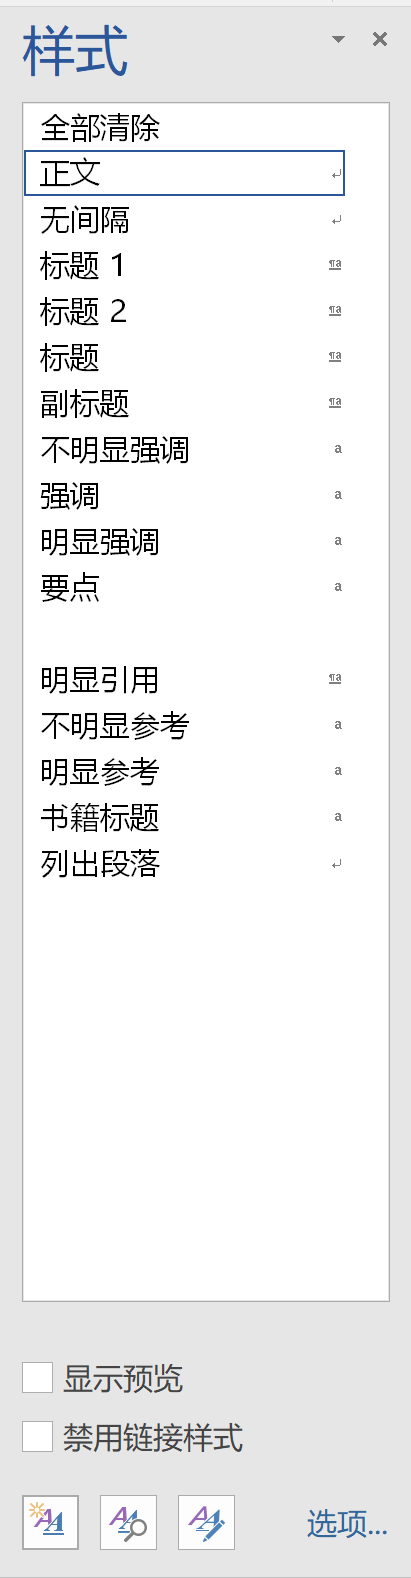 样式
全部清除
正文
无间隔
标题 1
标题 2
标题
副标题
不明显强调
强调
明显强调
要点
明显引用
不明显参考
明显参考
书籍标题
列出段落
显示预览
禁用链接样式
选项...